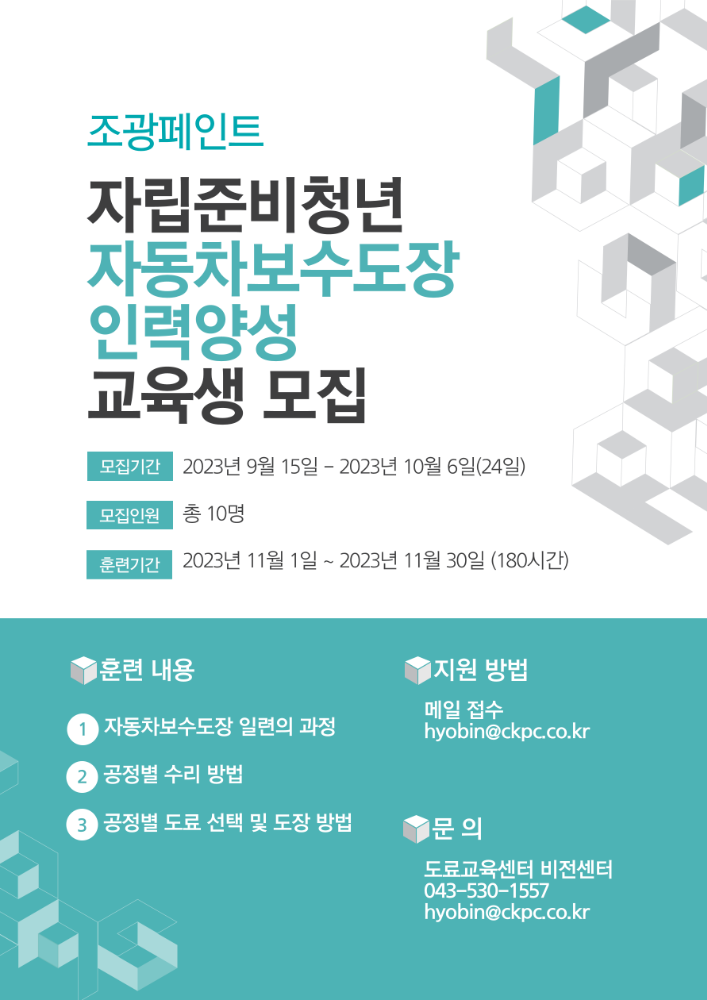 조광페인트
자립준비청년
자동차보수도장
인력양성
교육생 모집
모집기간 2023년 9월 15일 - 2023년 10월 6일(24일)
모집인원 총 10명
훈련기간 2023년 11월 1일 ~ 2023년 11월 30일 (180시간)
훈련 내용
1 자동차보수도장 일련의 과정
2 공정별 수리 방법
3 공정별 도료 선택 및 도장 방법
지원 방법
메일 접수
hyobin@ckpc.co.kr
문 의
도료교육센터 비전센터
043-530-1557
hyobin@ckpc.co.kr